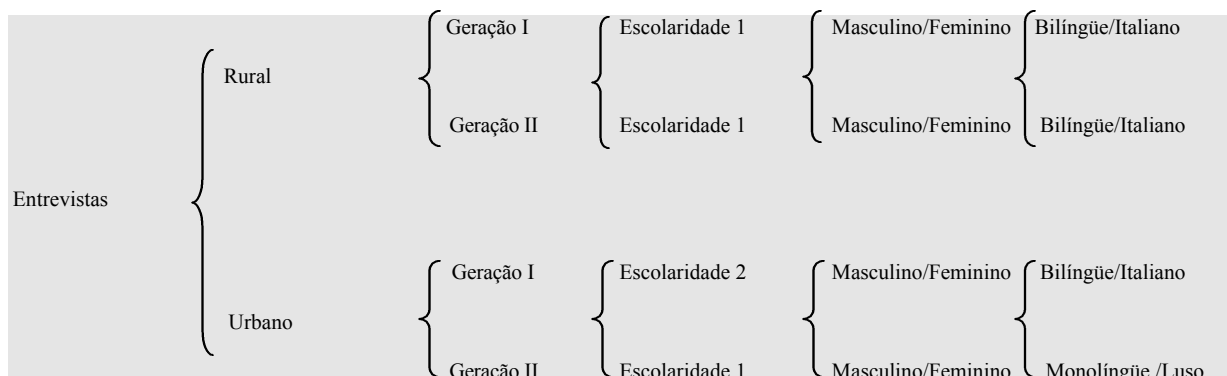 Geração I Escolaridade 1 Masculino/Feminino Bilíngüe/Italiano
Rural
Geração II Escolaridade 1 Masculino/Feminino Bilíngüe/Italiano
Entrevistas
Geração I Escolaridade 2 Masculino/Feminino Bilíngüe/Italiano
Urbano
Geração II Escolaridade 1 Masculino/Feminino Monolíngüe /Luso